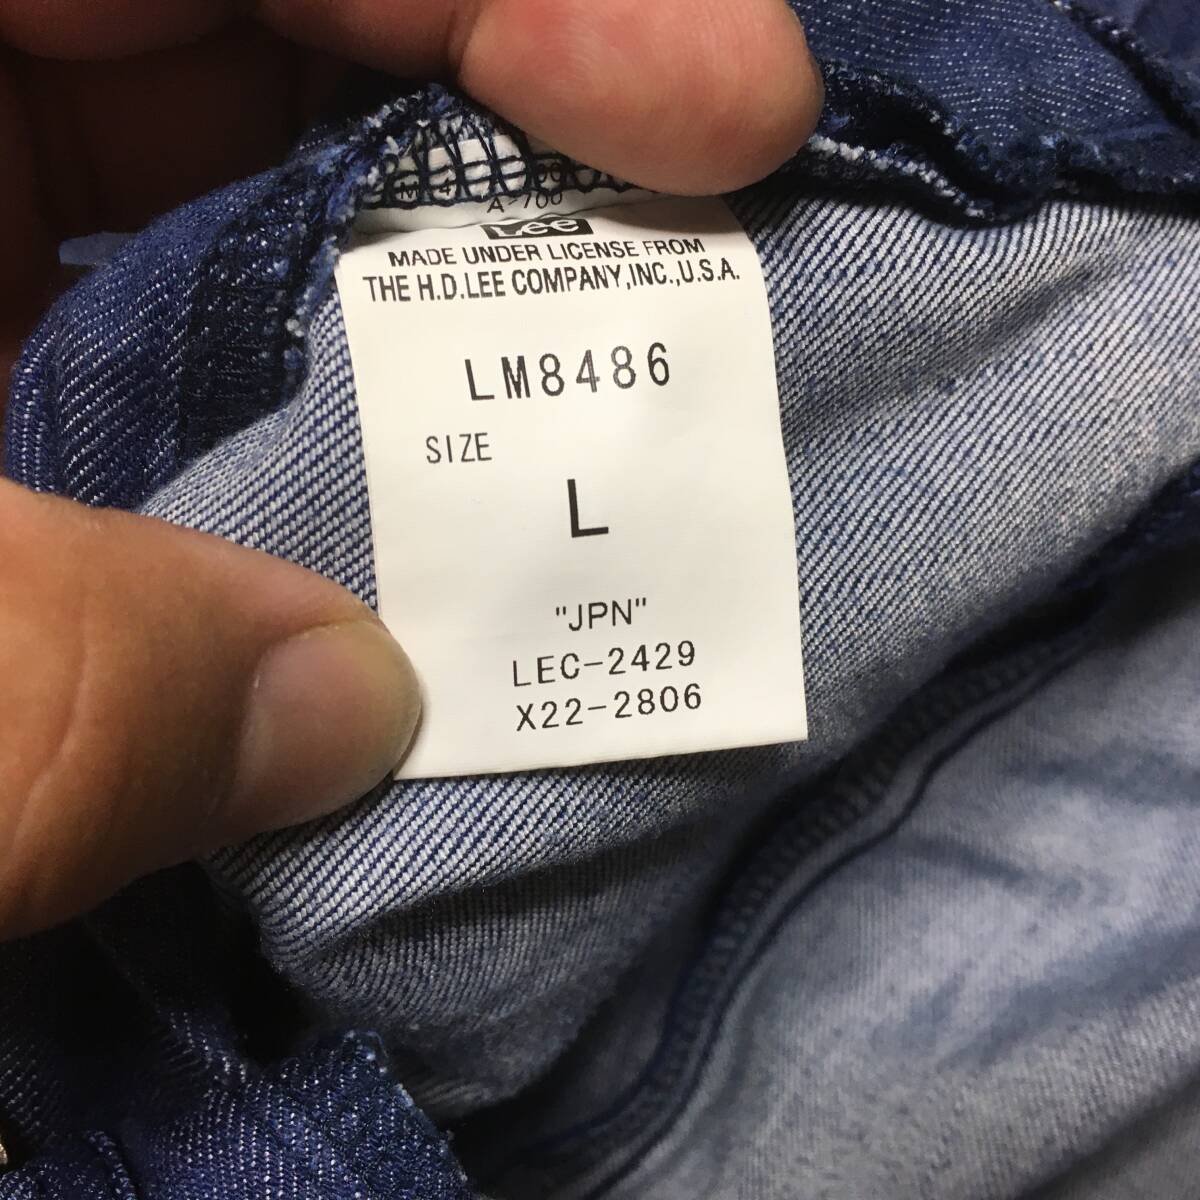 A-700
Lee
MADE UNDER LICENSE FROM
THE H.D.LEE COMPANY,INC.,U.S.A.
LM8486
SIZE
L
"JPN"
LEC-2429
X22-2806